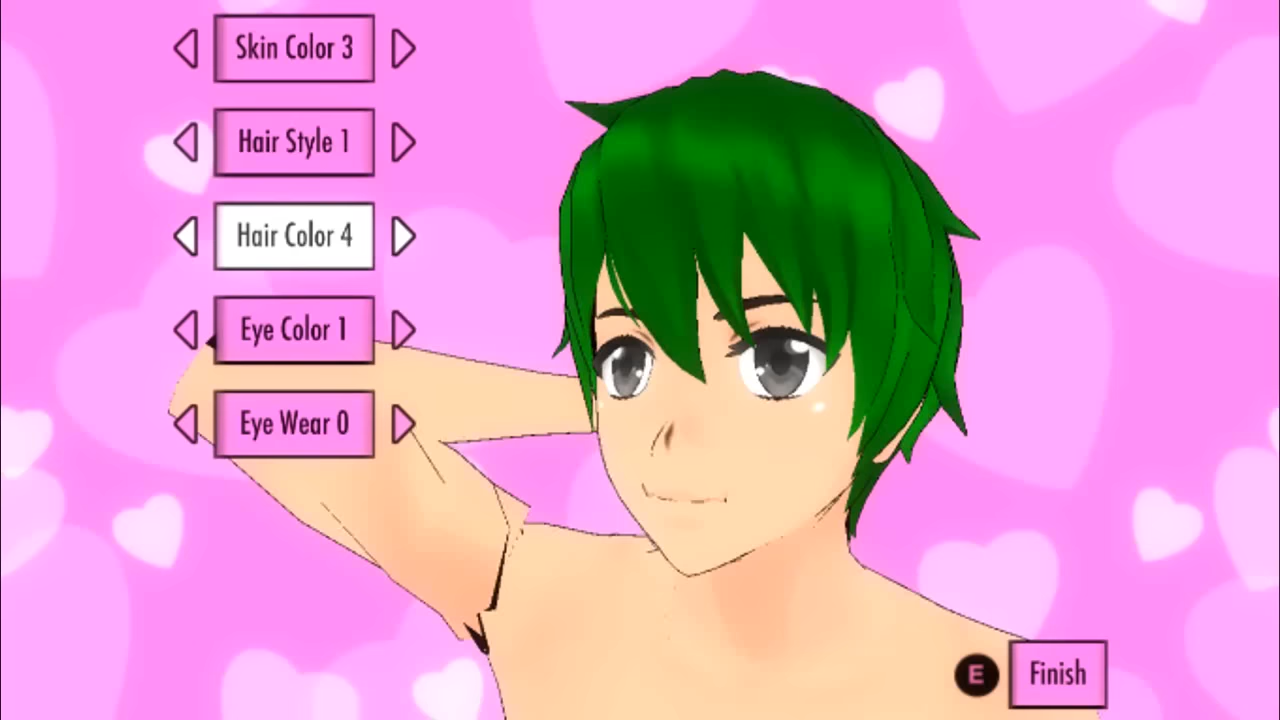 Skin Color 3
Hair Style 1
Hair Color 4
Eye Color 1
Eye Wear 0
E Finish